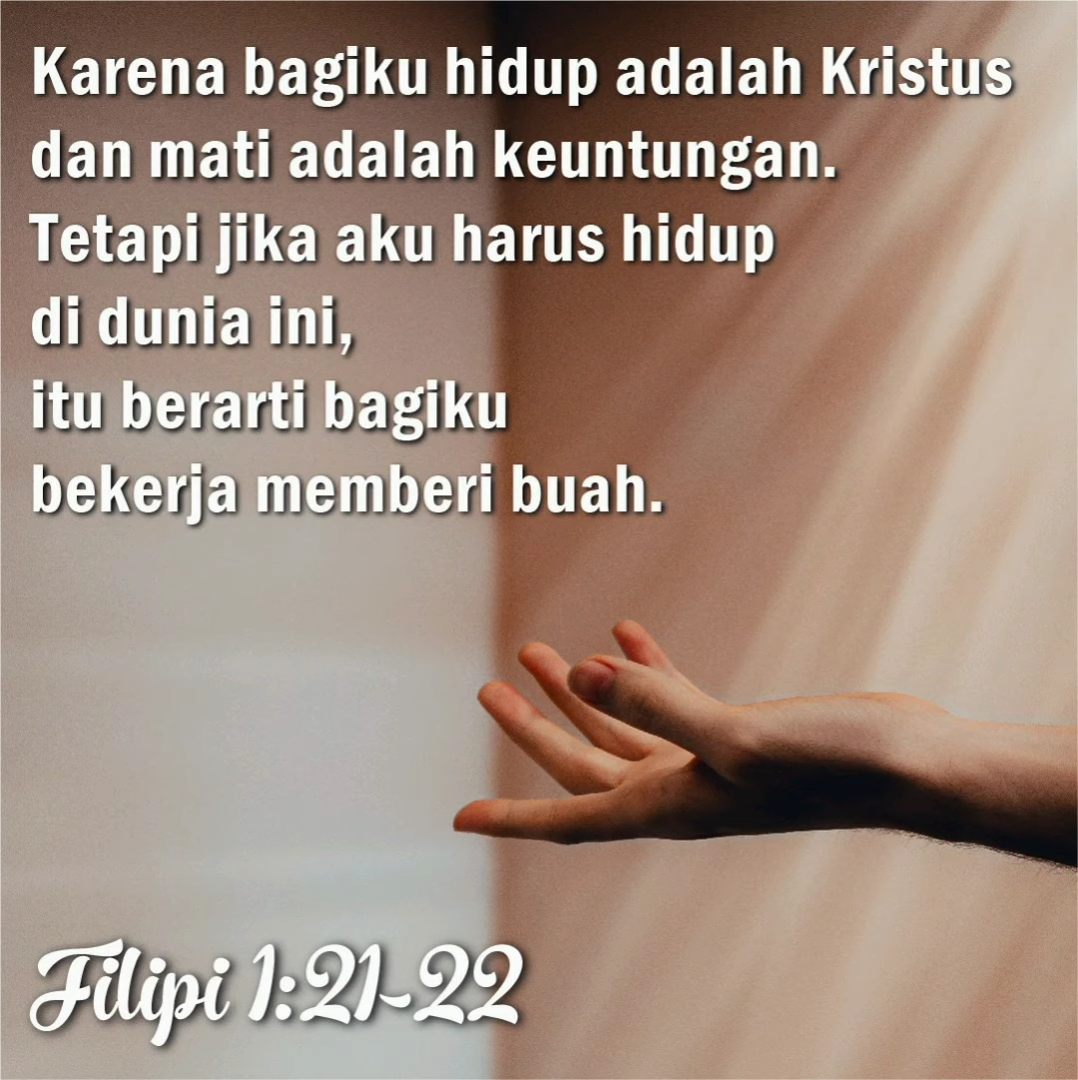 Karena bagiku hidup adalah Kristus
dan mati adalah keuntungan.
Tetapi jika aku harus hidup
di dunia ini,
itu berarti bagiku
bekerja memberi buah.
Filipi 1:21-22